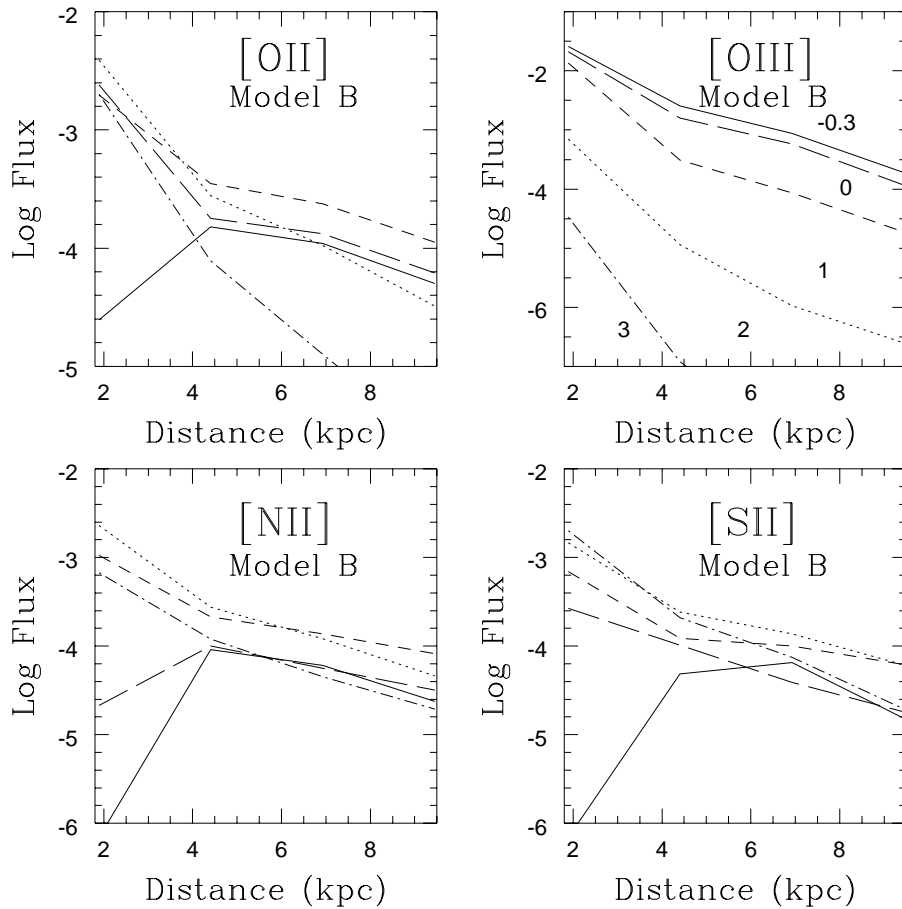 -2
-3
-4
-5
Log Flux
[OII]
Model B
2 4 6 8
Distance (kpc)
-2
-4
-6
Log Flux
[OIII]
Model B
-0.3
0
1
2
3
2 4 6 8
Distance (kpc)
-2
-3
-4
-5
-6
Log Flux
[NII]
Model B
2 4 6 8
Distance (kpc)
-2
-3
-4
-5
-6
Log Flux
[SII]
Model B
2 4 6 8
Distance (kpc)